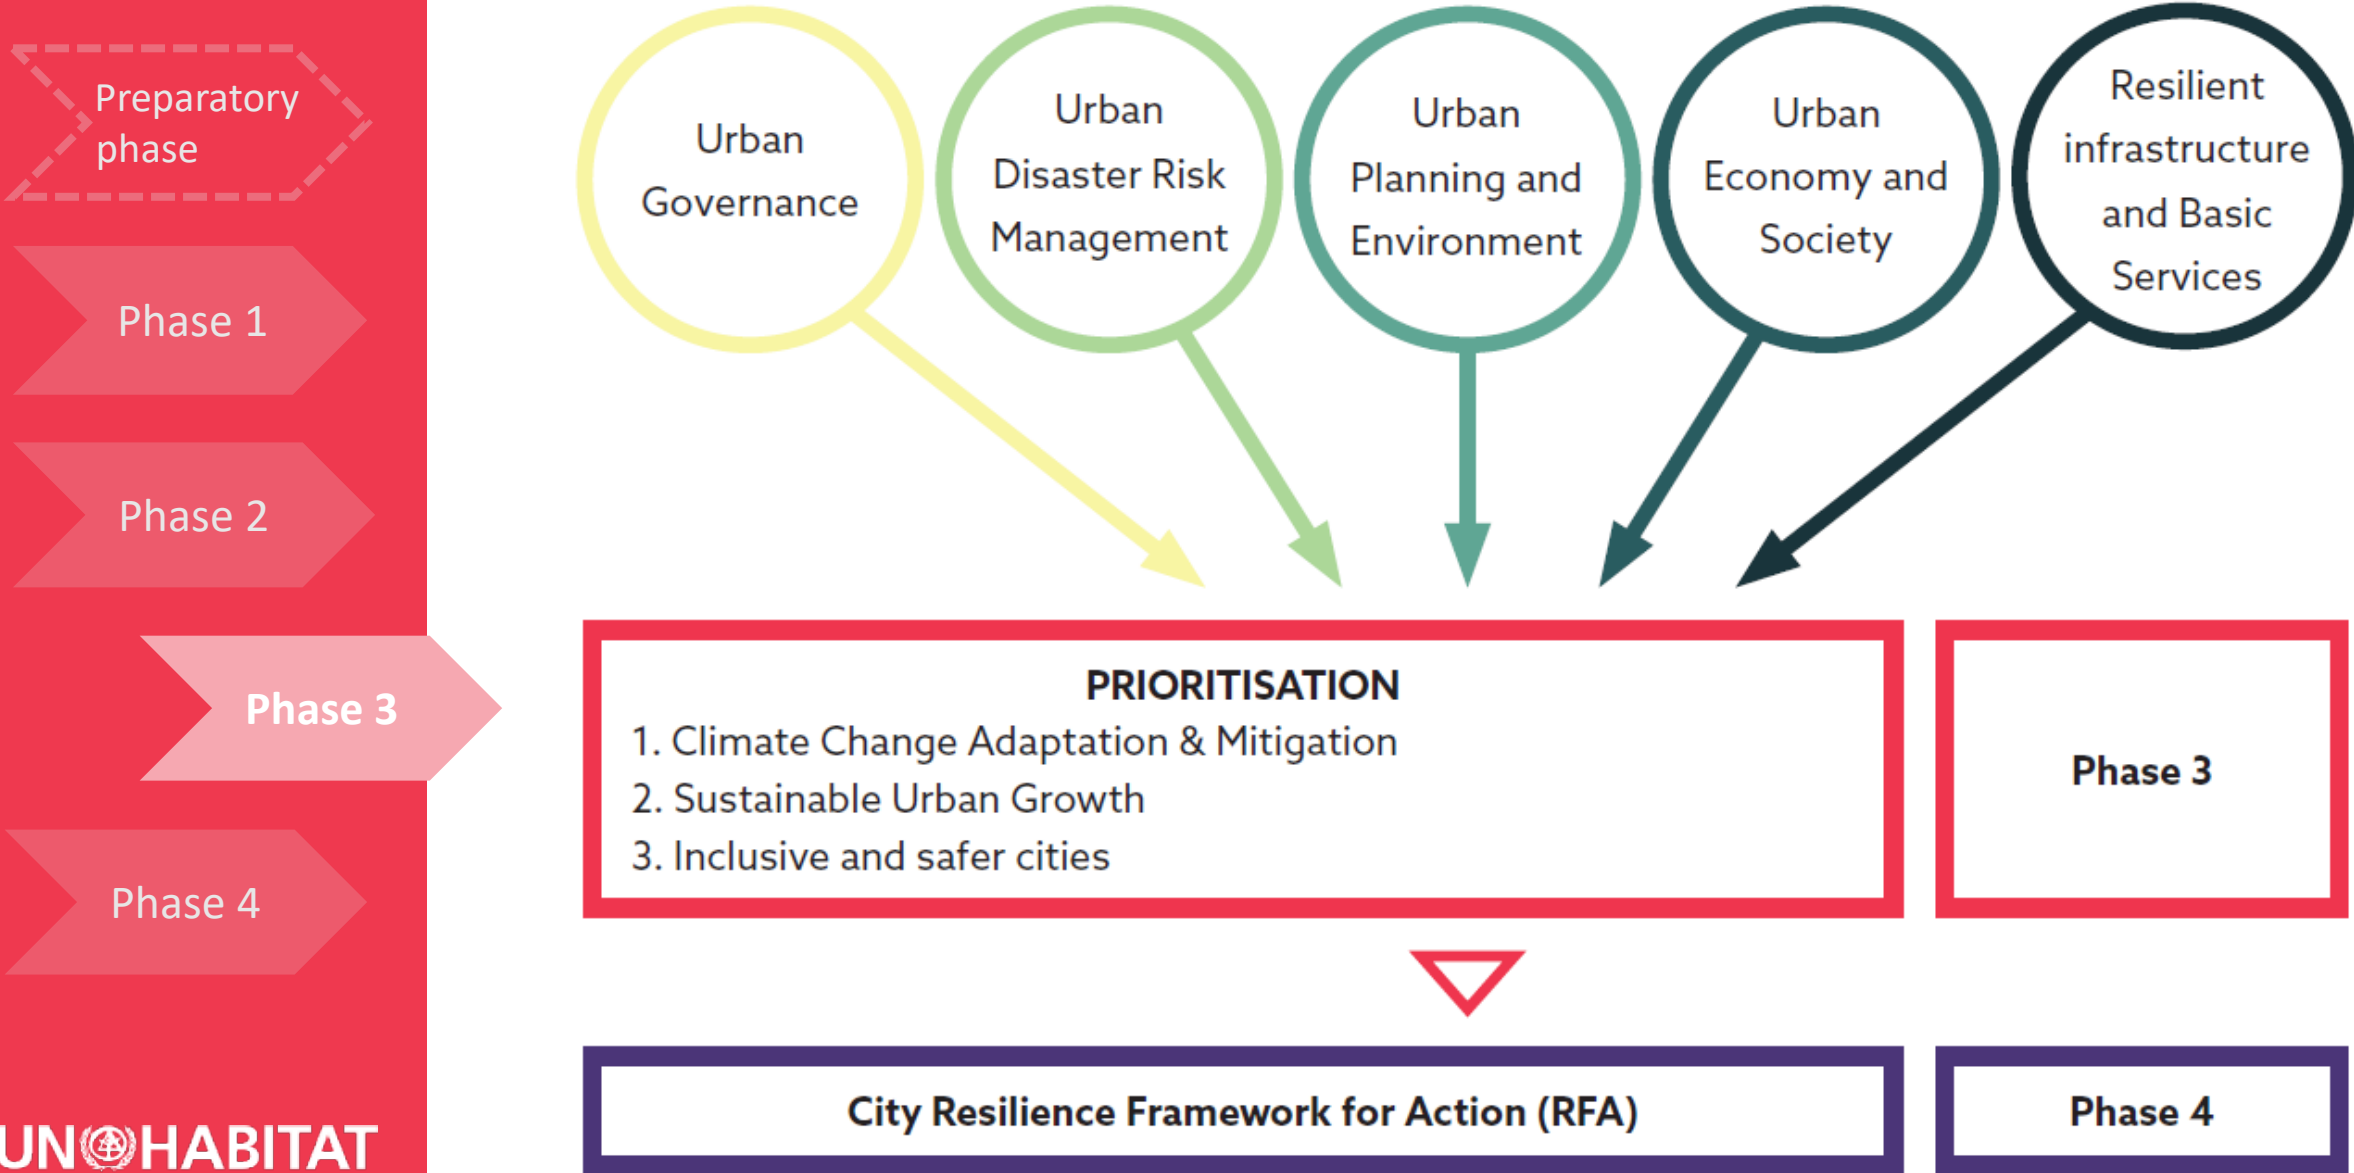 Preparatory
phase
Phase 1
Phase 2
Phase 3
Phase 4
UN HABITAT
Urban
Governance
Urban
Disaster Risk
Management
Urban
Planning and
Environment
Urban
Economy and
Society
Resilient
infrastructure
and Basic
Services
PRIORITISATION
1. Climate Change Adaptation & Mitigation
2. Sustainable Urban Growth
3. Inclusive and safer cities
Phase 3
City Resilience Framework for Action (RFA)
Phase 4